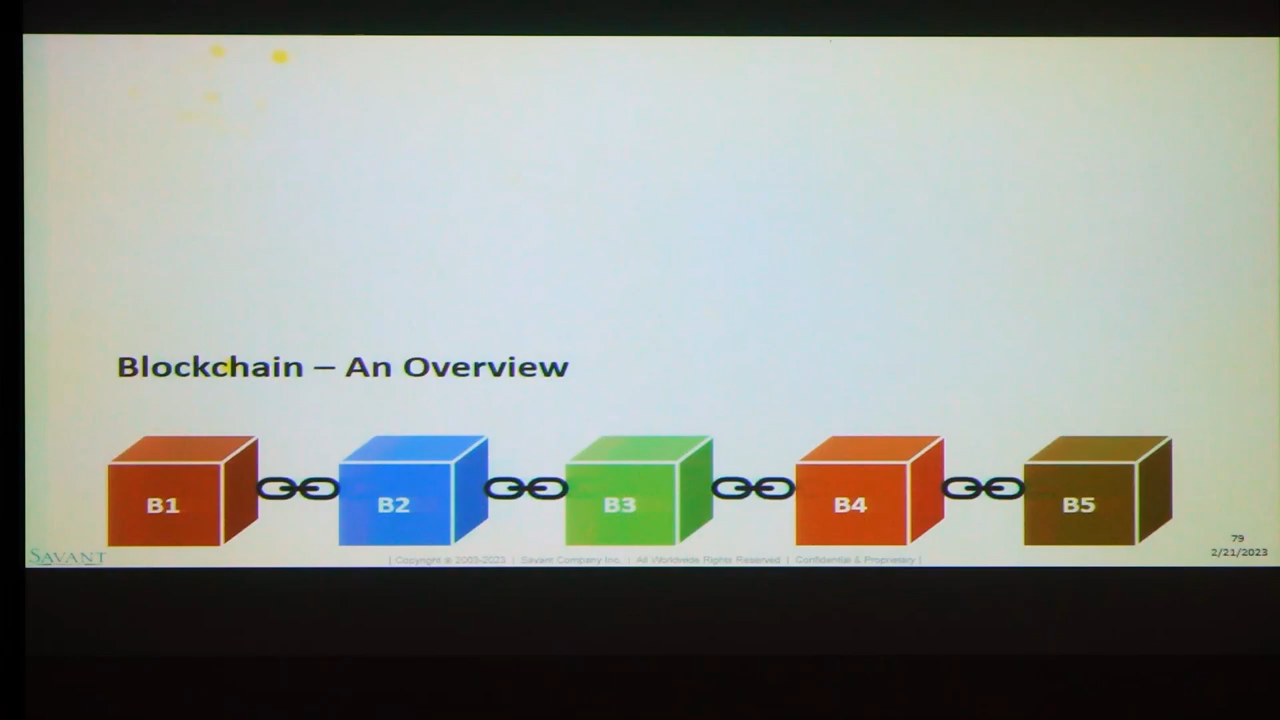 Blockchain – An Overview
B1 B2 B3 B4 B5
SAVANT
[ Copyright @ 2003-2023 | Savant Company Inc. | All Worldwide Rights Reserved | Confidential & Proprietary ]
79
2/21/2023